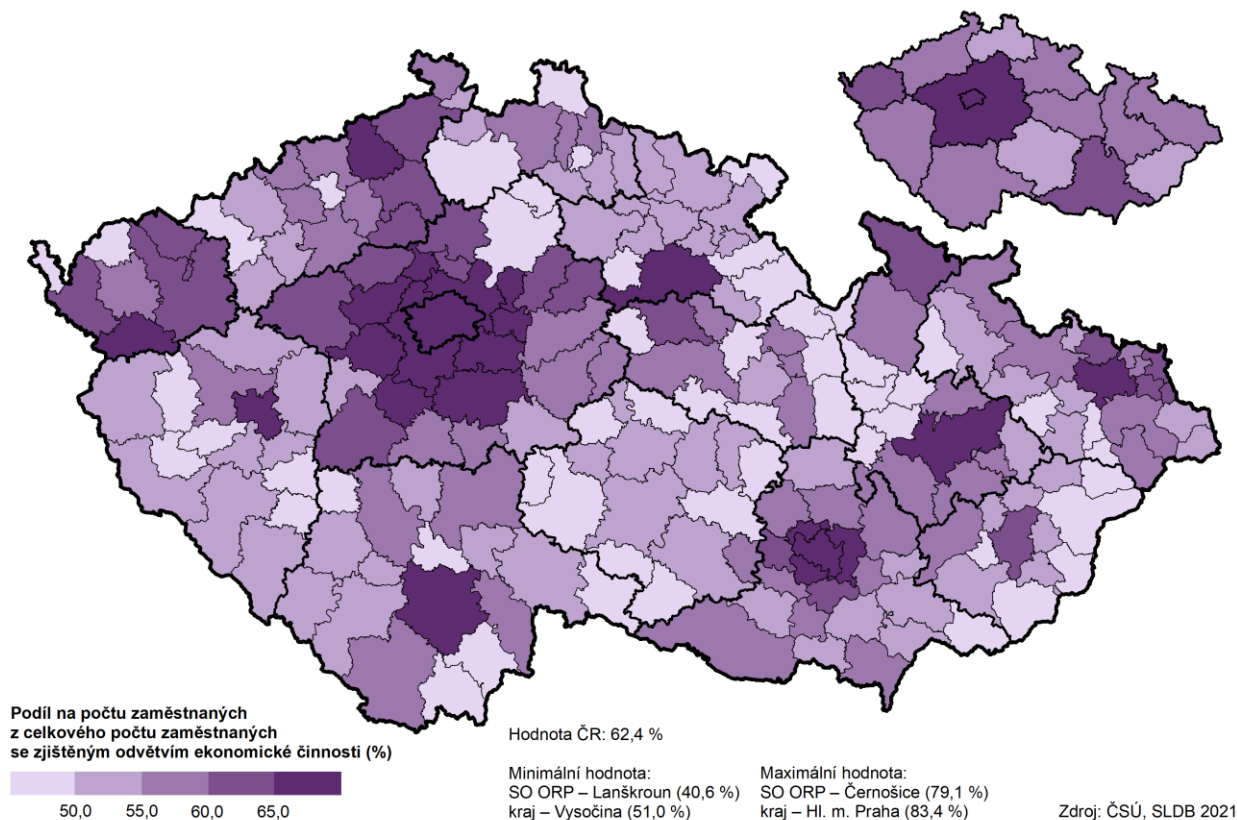 Podíl na počtu zaměstnaných
z celkového počtu zaměstnaných
se zjištěným odvětvím ekonomické činnosti (%)
50,0 55,0 60,0 65,0
Hodnota ČR: 62,4 %
Minimální hodnota:
SO ORP – Lanškroun (40,6 %)
kraj – Vysočina (51,0 %)
Maximální hodnota:
SO ORP – Černošice (79,1 %)
kraj – Hl. m. Praha (83,4 %)
Zdroj: ČSÚ, SLDB 2021